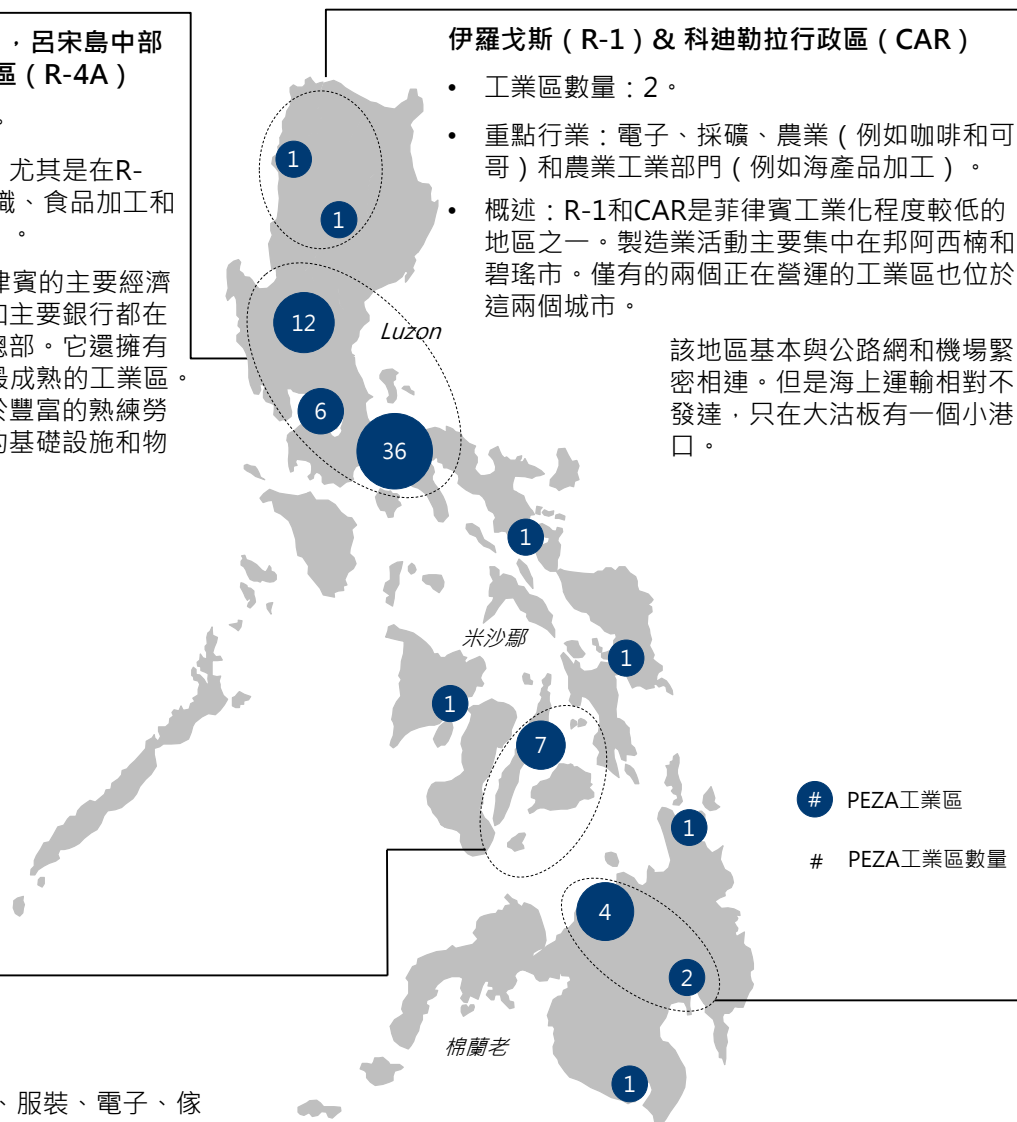 ，呂宋島中部
區（R-4A）
。
尤其是在R-
織、食品加工和
。
律賓的主要經濟
如主要銀行都在
總部。它還擁有
最成熟的工業區。
於豐富的熟練勞
的基礎設施和物
伊羅戈斯（R-1）& 科迪勒拉行政區（CAR）
• 工業區數量：2。
• 重點行業：電子、採礦、農業（例如咖啡和可
哥）和農業工業部門（例如海產品加工）。
• 概述：R-1和CAR是菲律賓工業化程度較低的
地區之一。製造業活動主要集中在邦阿西楠和
碧瑤市。僅有的兩個正在營運的工業區也位於
這兩個城市。
該地區基本與公路網和機場緊
密相連。但是海上運輸相對不
發達，只在大沽板有一個小港
口。
1
1
12
Luzon
6
36
1
米沙鄢
1
1
7
# PEZA工業區
1
# PEZA工業區數量
4
2
棉蘭老
1
、服裝、電子、傢